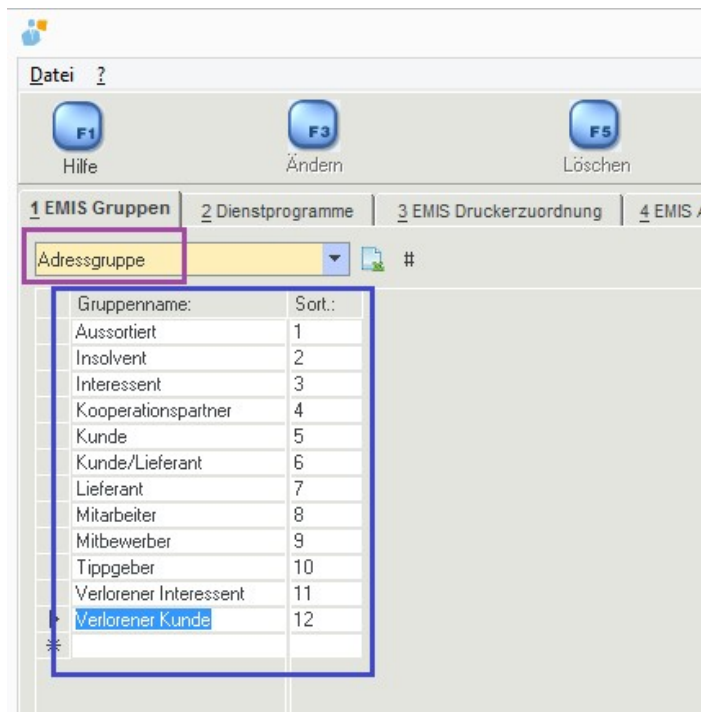 Datei ?
F1 F3 F5
Hilfe Ändern Löschen
1 EMIS Gruppen 2 Dienstprogramme 3 EMIS Druckerzuordnung 4 EMIS A
Adressgruppe #
Gruppenname: Sort.:
Aussortiert 1
Insolvent 2
Interessent 3
Kooperationspartner 4
Kunde 5
Kunde/Lieferant 6
Lieferant 7
Mitarbeiter 8
Mitbewerber 9
Tippgeber 10
Verlorener Interessent 11
Verlorener Kunde 12